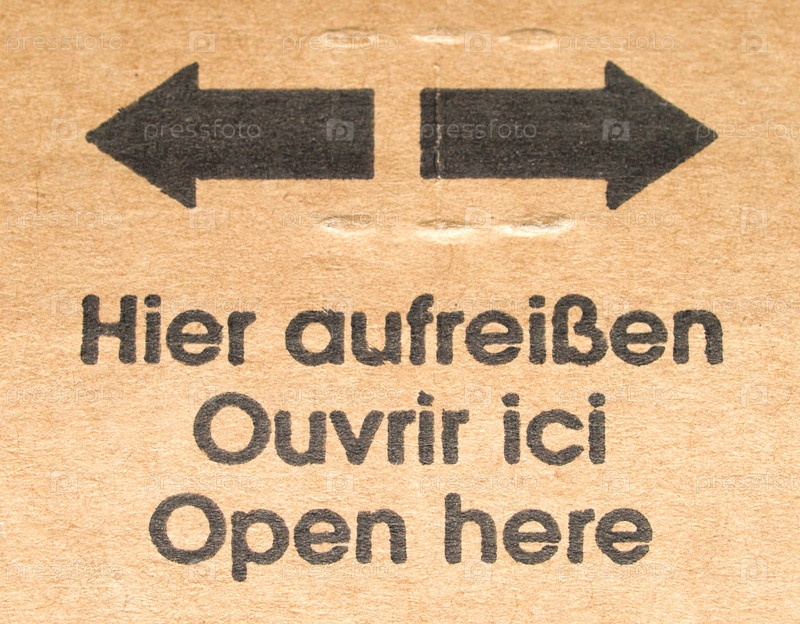 Hier aufreißen
Ouvrir ici
Open here